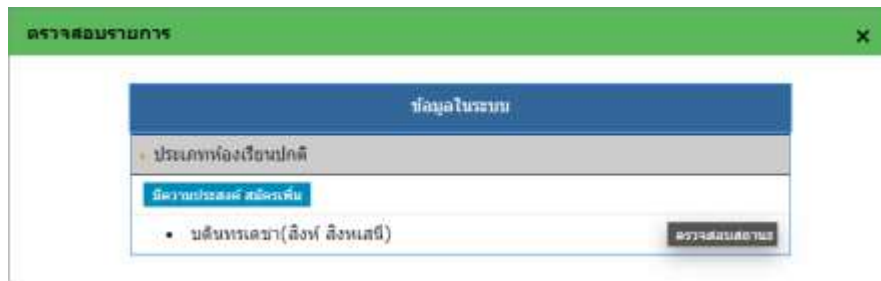 ตรวจสอบรายการ
×
ข้อมูลในระบบ
ประเภทห้องเรียนปกติ
มีความประสงค์ สมัครเพิ่ม
• บดินทรเดชา(สิงห์ สิงหเสนี) ตรวจสอบสถานะ